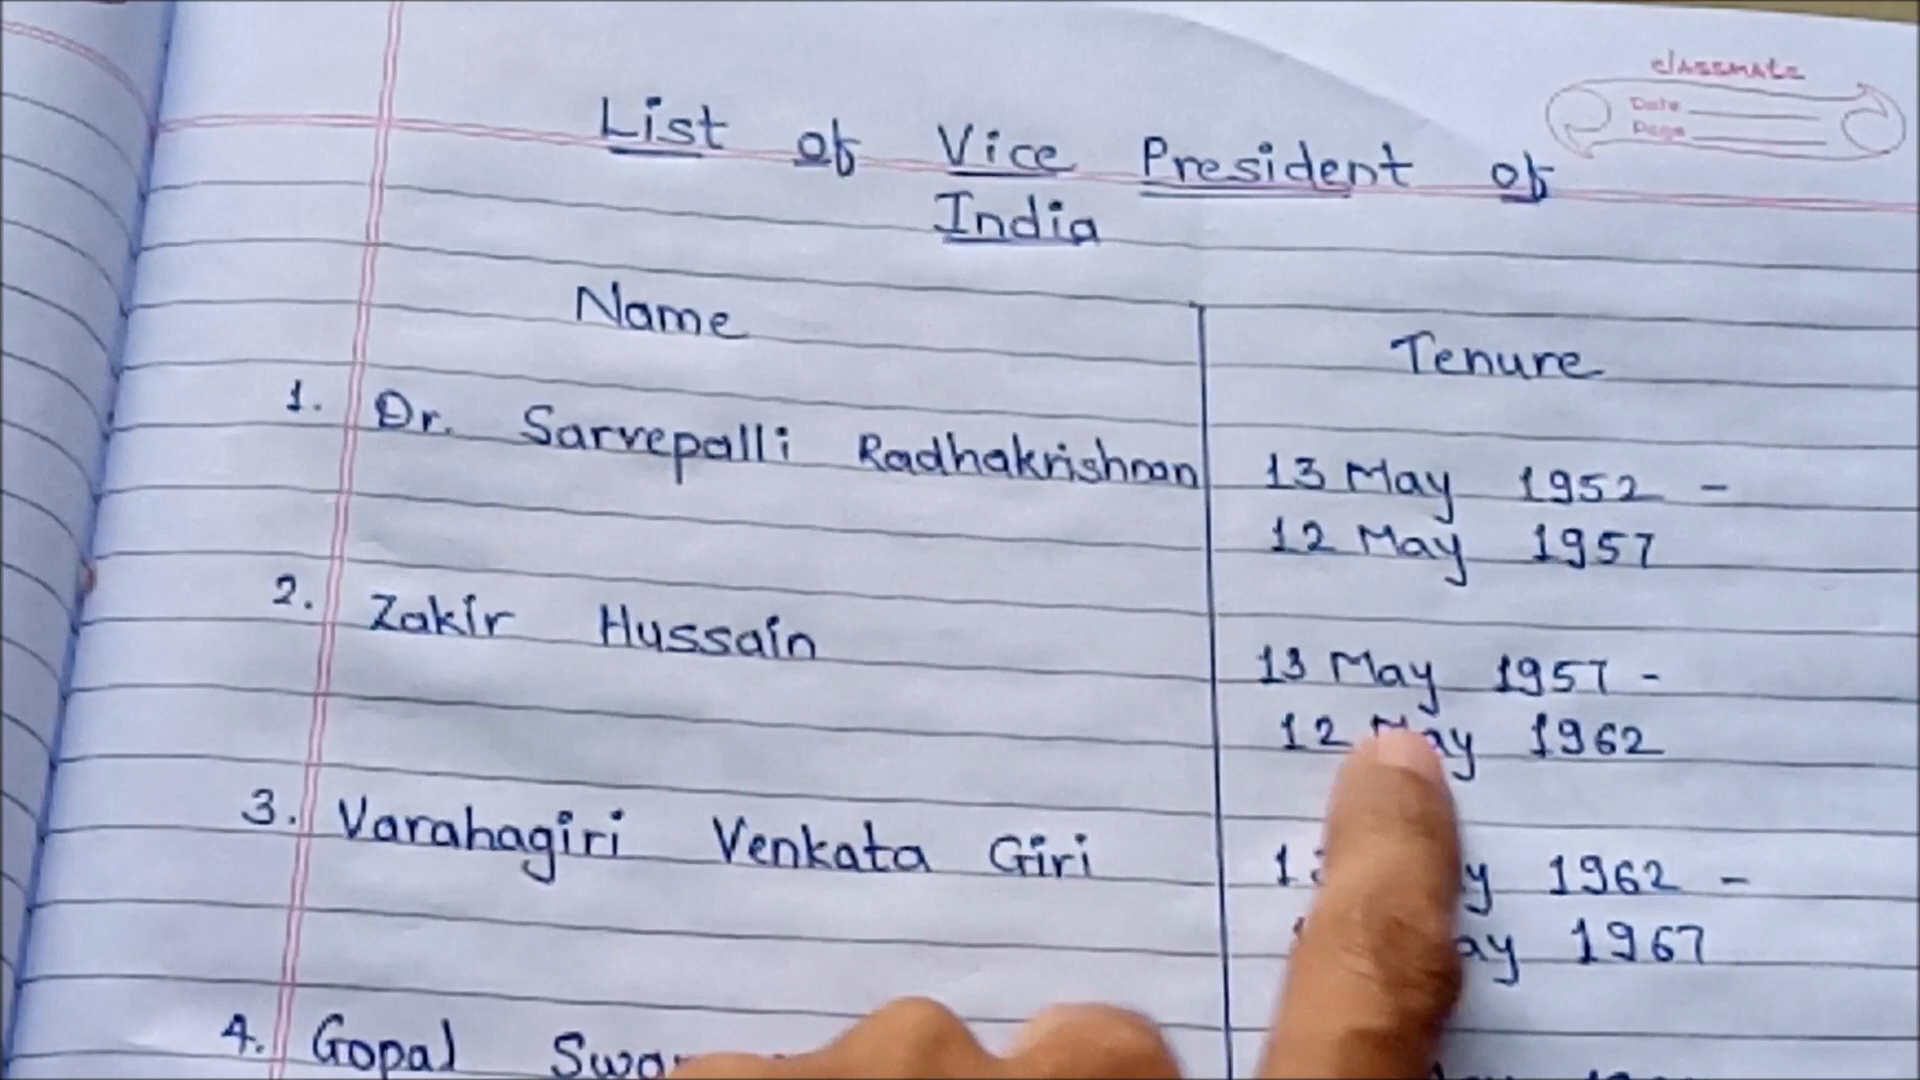 classmate
Date
Page
List of Vice President of
India
Name Tenure
1. Dr. Sarvepalli Radhakrishnan 13 May 1952 -
12 May 1957
2. Zakir Hussain 13 May 1957 -
12 May 1962
3. Varahagiri Venkata Giri 1962 -
1967
4. Gopal